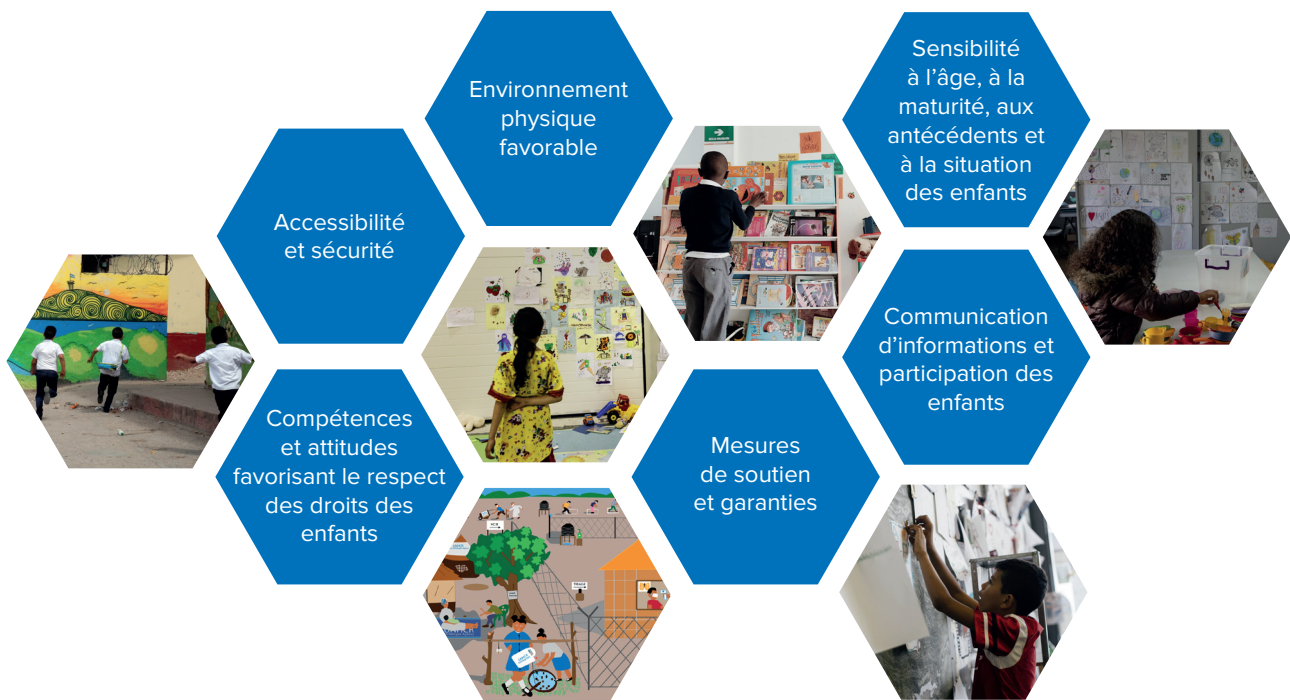 Environnement
physique
favorable
Sensibilité
à l’âge, à la
maturité, aux
antécédents et
à la situation
des enfants
Accessibilité
et sécurité
Communication
d’informations et
participation des
enfants
Compétences
et attitudes
favorisant le respect
des droits des
enfants
Mesures
de soutien
et garanties